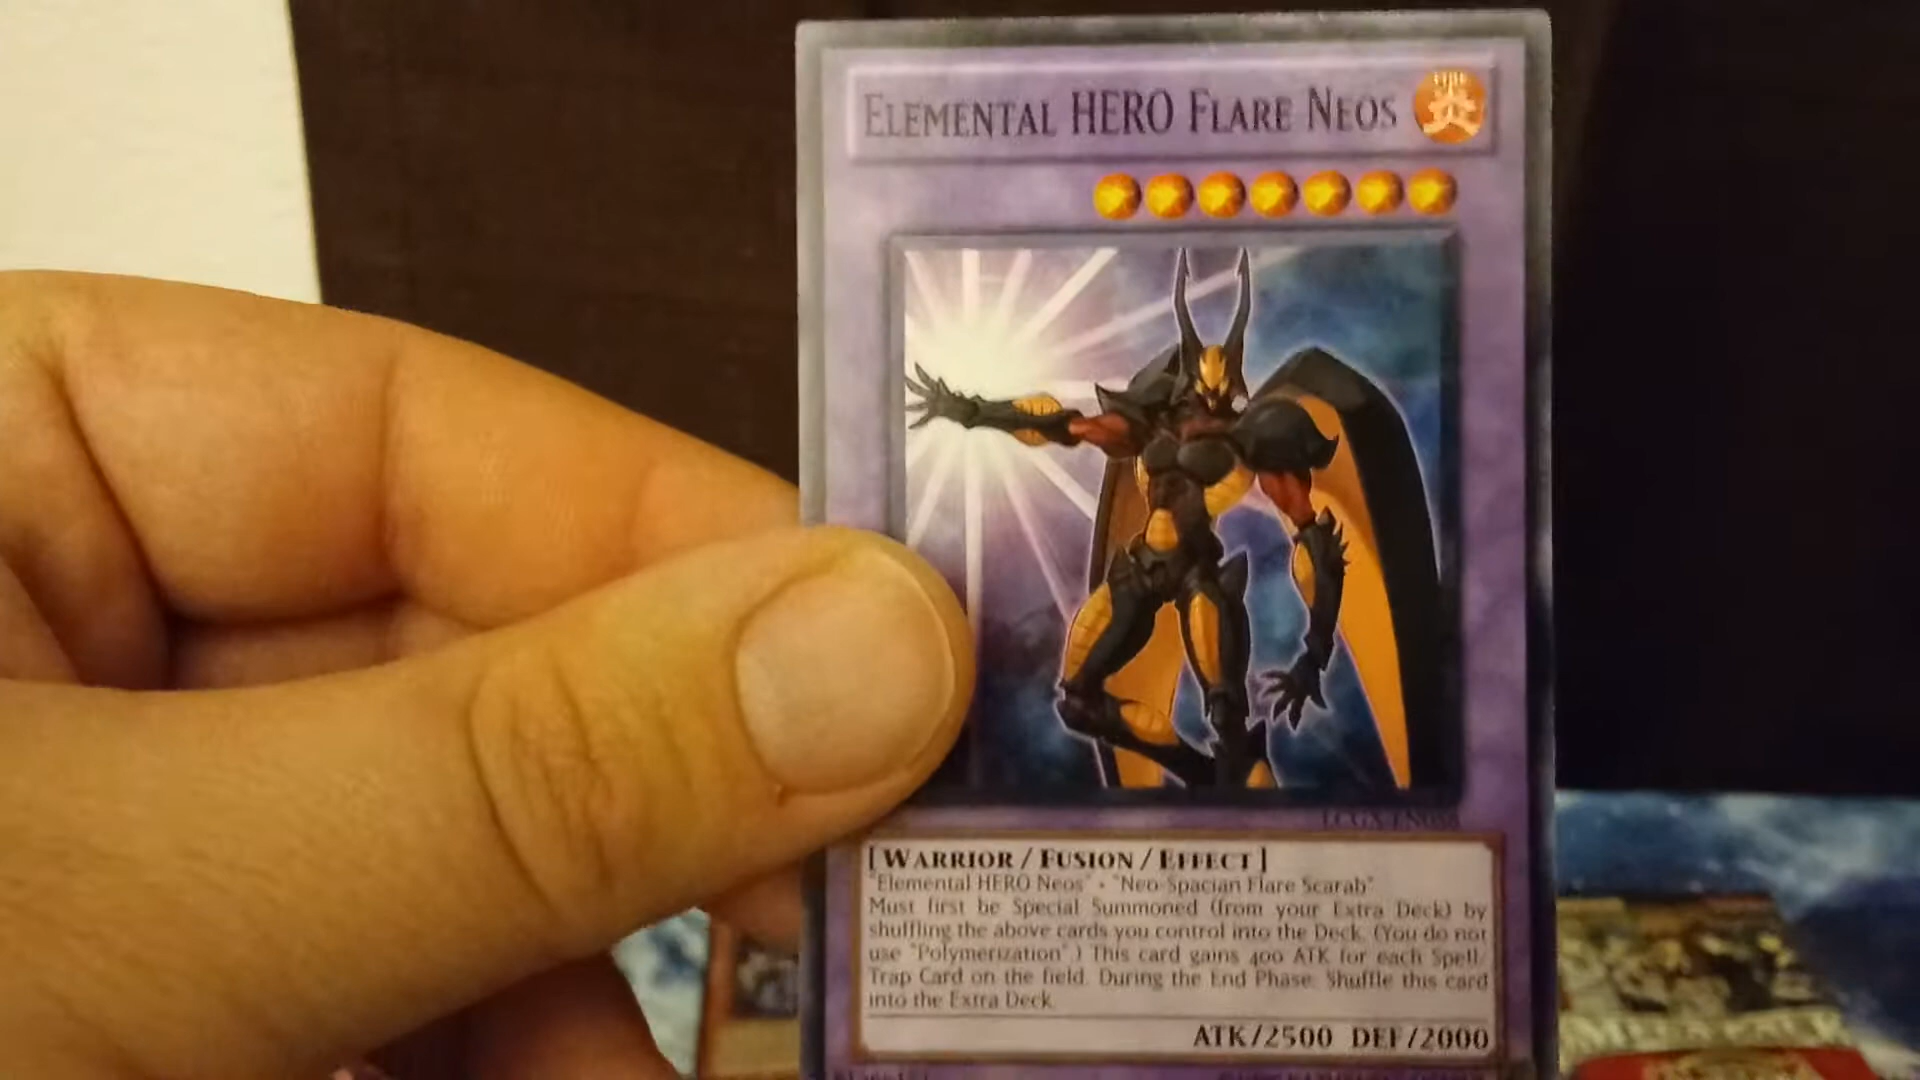 ELEMENTAL HERO FLARE NEOS 炎
[ WARRIOR / FUSION / EFFECT ]
"Elemental HERO Neos" + "Neo-Spacian Flare Scarab"
Must first be Special Summoned (from your Extra Deck) by
shuffling the above cards you control into the Deck. (You do not
use "Polymerization".) This card gains 400 ATK for each Spell/
Trap Card on the field. During the End Phase: Shuffle this card
into the Extra Deck.
ATK/2500 DEF/2000